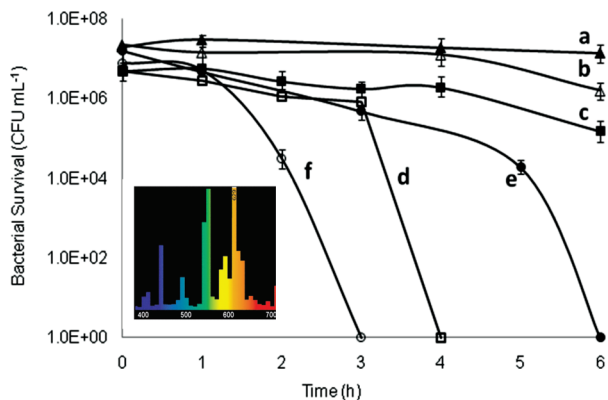 1.0E+08
1.0E+06
1.0E+04
1.0E+02
1.0E+00
Bacterial Survival (CFU mL⁻¹)
a
b
c
d
e
f
400 500 600 700
0 1 2 3 4 5 6
Time (h)